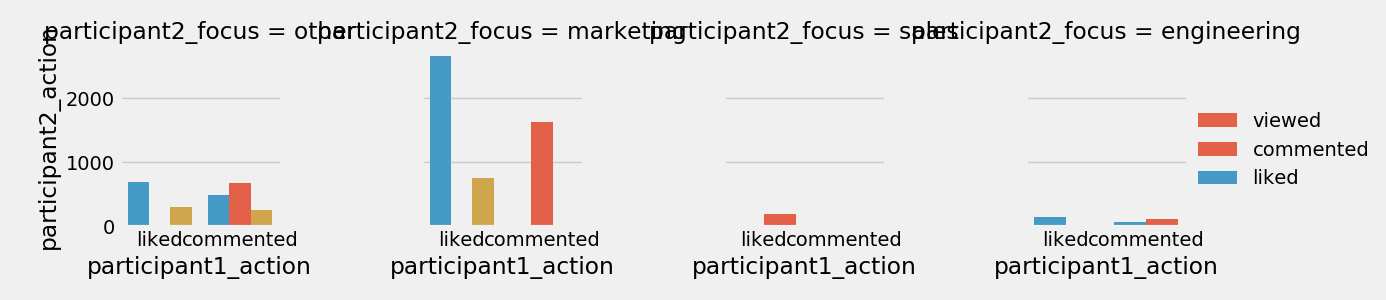 participant2_focus = other
participant2_focus = marketing
participant2_focus = sales
participant2_focus = engineering
participant2_action
2000
1000
0
viewed
commented
liked
liked commented
liked commented
liked commented
liked commented
participant1_action
participant1_action
participant1_action
participant1_action